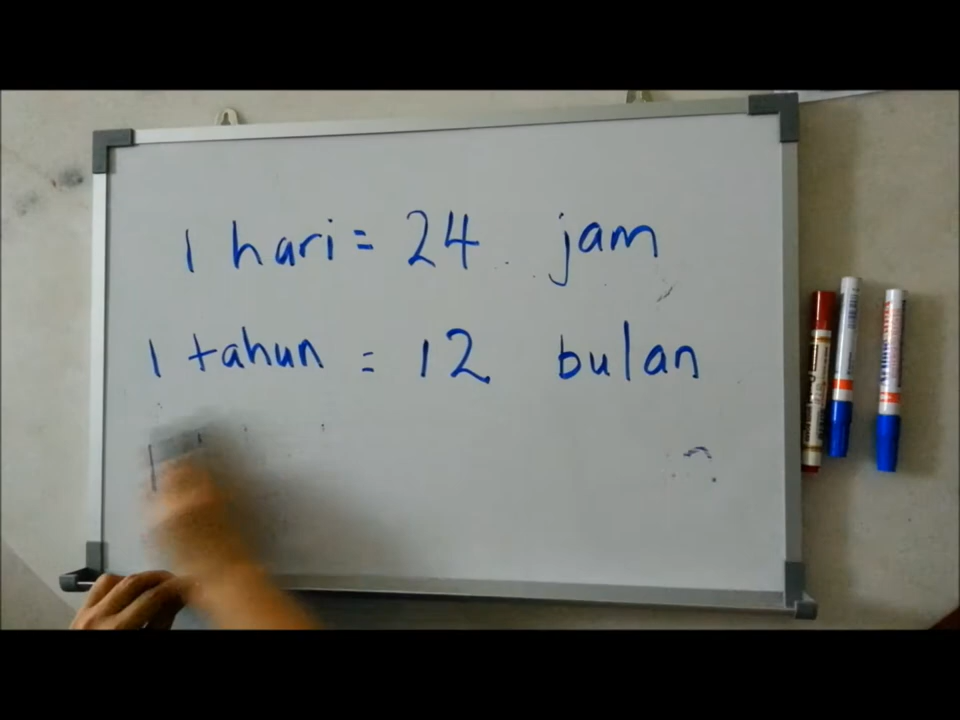 1 hari = 24 jam
1 tahun = 12 bulan